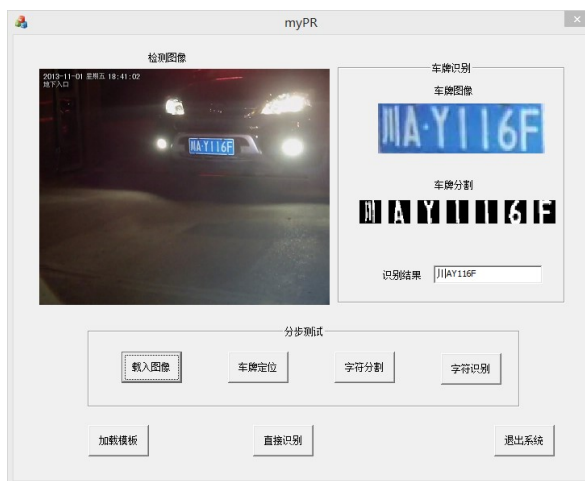 myPR
检测图像
2013-11-01 星期五 18:41:02
地下入口
川A·Y116F
车牌识别
车牌图像
川A·Y116F
车牌分割
川 A Y 1 1 6 F
识别结果 川AY116F
分步测试
载入图像 车牌定位 字符分割 字符识别
加载模板 直接识别 退出系统